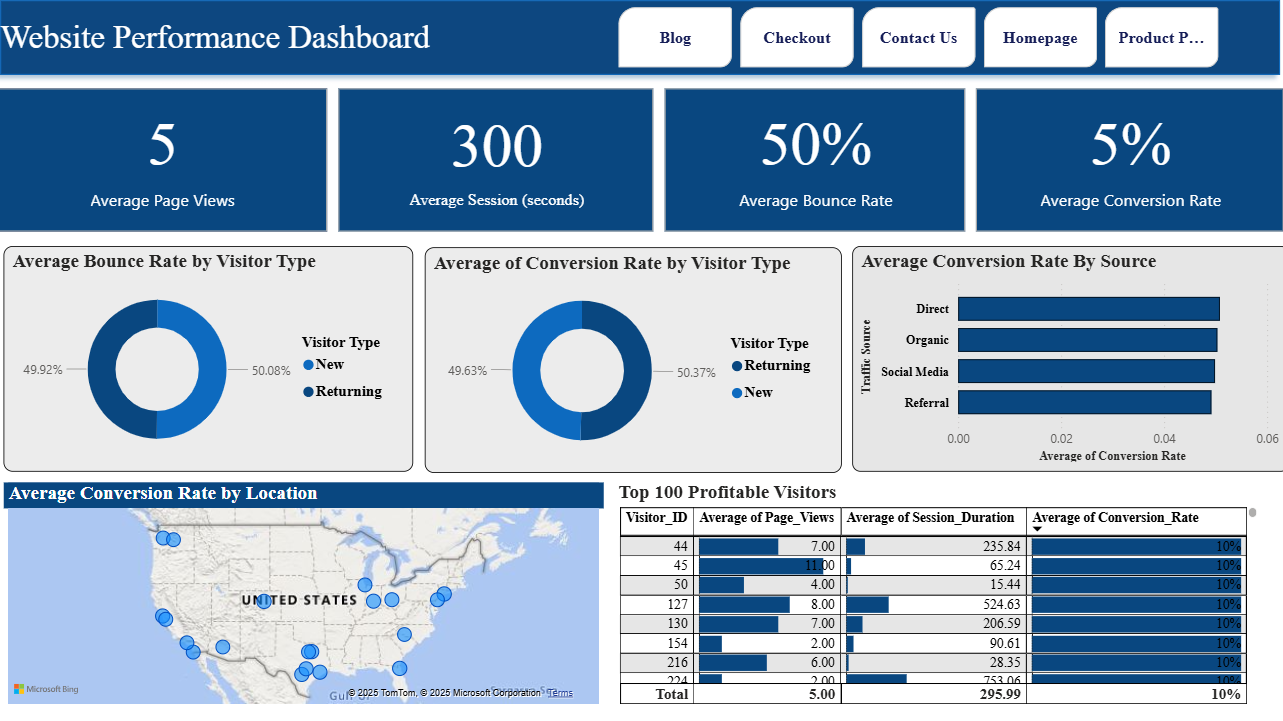 Website Performance Dashboard
Blog
Checkout
Contact Us
Homepage
Product P...
5
Average Page Views
300
Average Session (seconds)
50%
Average Bounce Rate
5%
Average Conversion Rate
Average Bounce Rate by Visitor Type
49.92%
50.08%
Visitor Type
New
Returning
Average of Conversion Rate by Visitor Type
49.63%
50.37%
Visitor Type
Returning
New
Average Conversion Rate By Source
Traffic Source
Direct
Organic
Social Media
Referral
0.00 0.02 0.04 0.06
Average of Conversion Rate
Average Conversion Rate by Location
UNITED STATES
Microsoft Bing
© 2025 TomTom, © 2025 Microsoft Corporation Terms
Top 100 Profitable Visitors
Visitor_ID Average of Page_Views Average of Session_Duration Average of Conversion_Rate
44 7.00 235.84 10%
45 11.00 65.24 10%
50 4.00 15.44 10%
127 8.00 524.63 10%
130 7.00 206.59 10%
154 2.00 90.61 10%
216 6.00 28.35 10%
224 2.00 753.06 10%
Total 5.00 295.99 10%